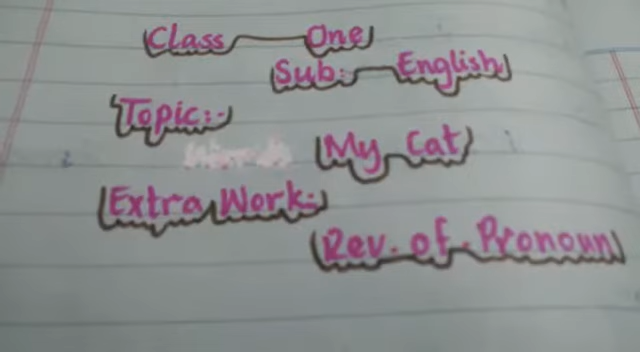 Class — One
Sub:— English
Topic:-
My Cat
Extra Work:-
Rev. of Pronoun